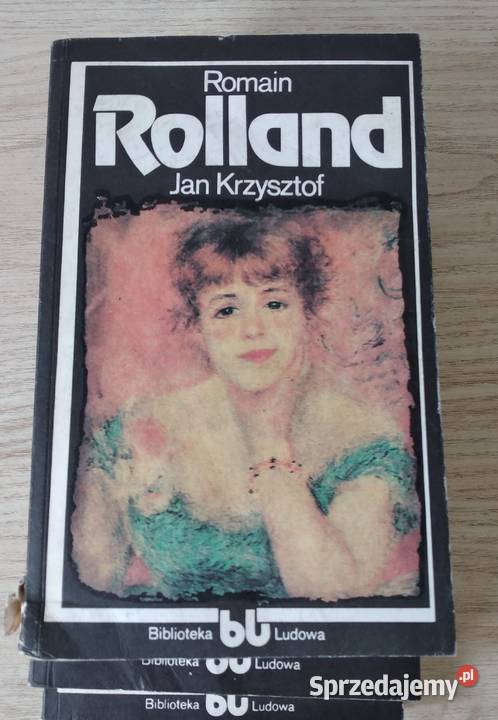 Romain
Rolland
Jan Krzysztof
Biblioteka bl Ludowa
Biblioteka bl Ludowa
Biblioteka bl Ludowa
Sprzedajemy.pl